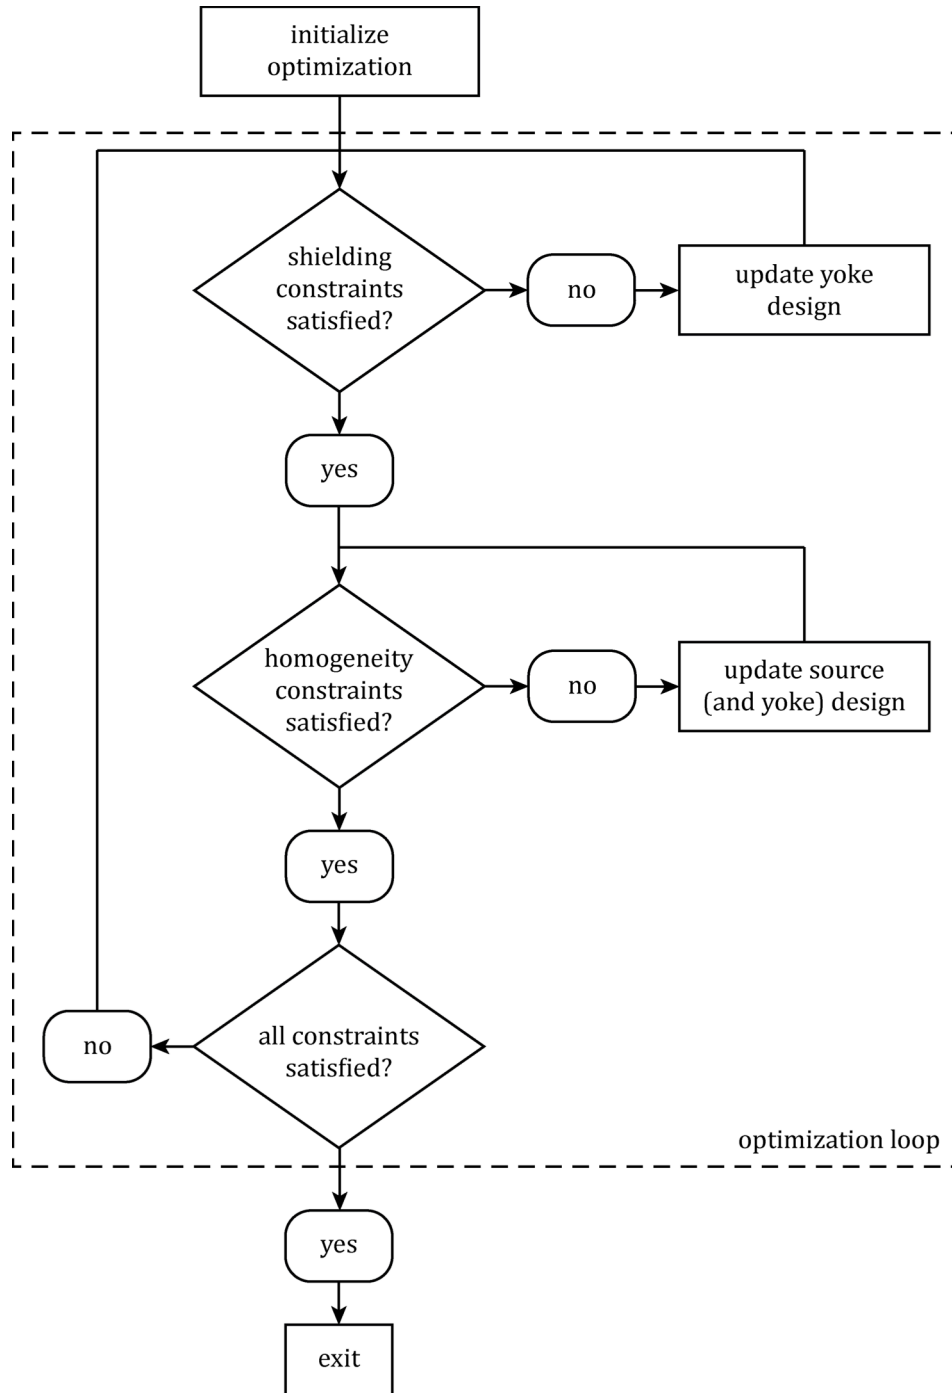 initialize
optimization
shielding
constraints
satisfied?
no
update yoke
design
yes
homogeneity
constraints
satisfied?
no
update source
(and yoke) design
yes
all constraints
satisfied?
no
optimization loop
yes
exit